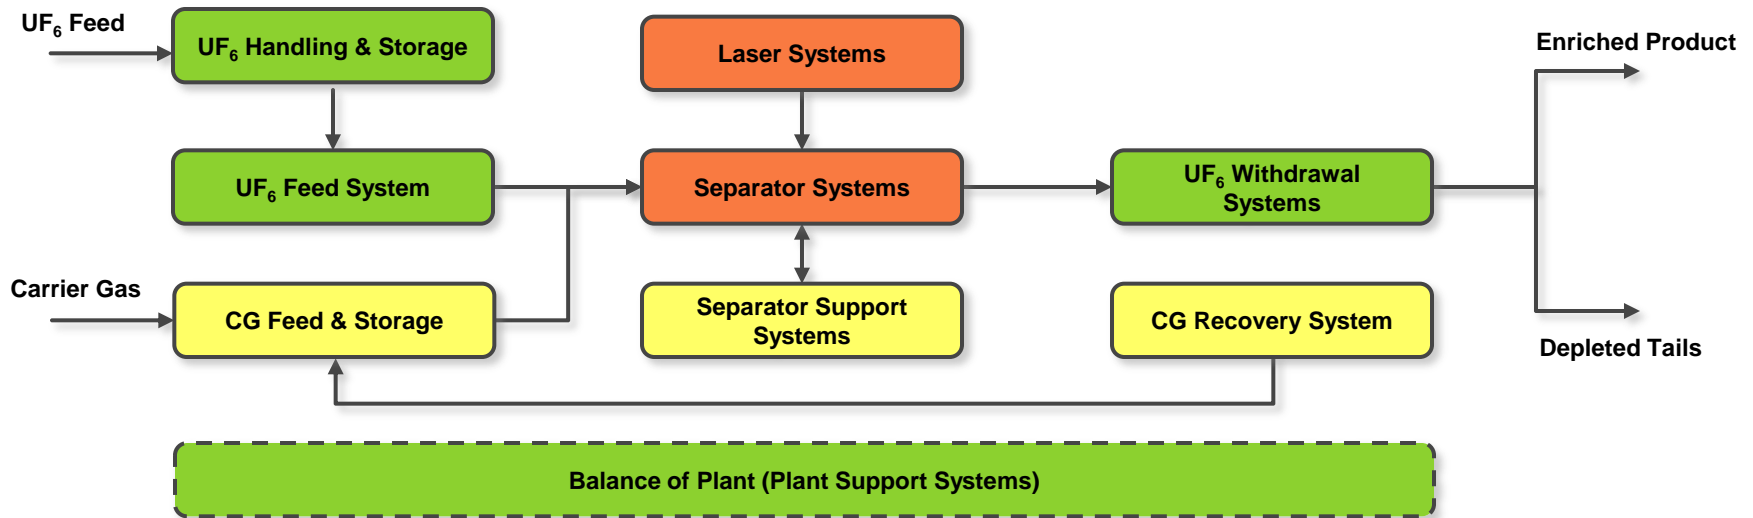 UF₆ Feed
UF₆ Handling & Storage
Laser Systems
Enriched Product
UF₆ Feed System
Separator Systems
UF₆ Withdrawal
Systems
Carrier Gas
CG Feed & Storage
Separator Support
Systems
CG Recovery System
Depleted Tails
Balance of Plant (Plant Support Systems)